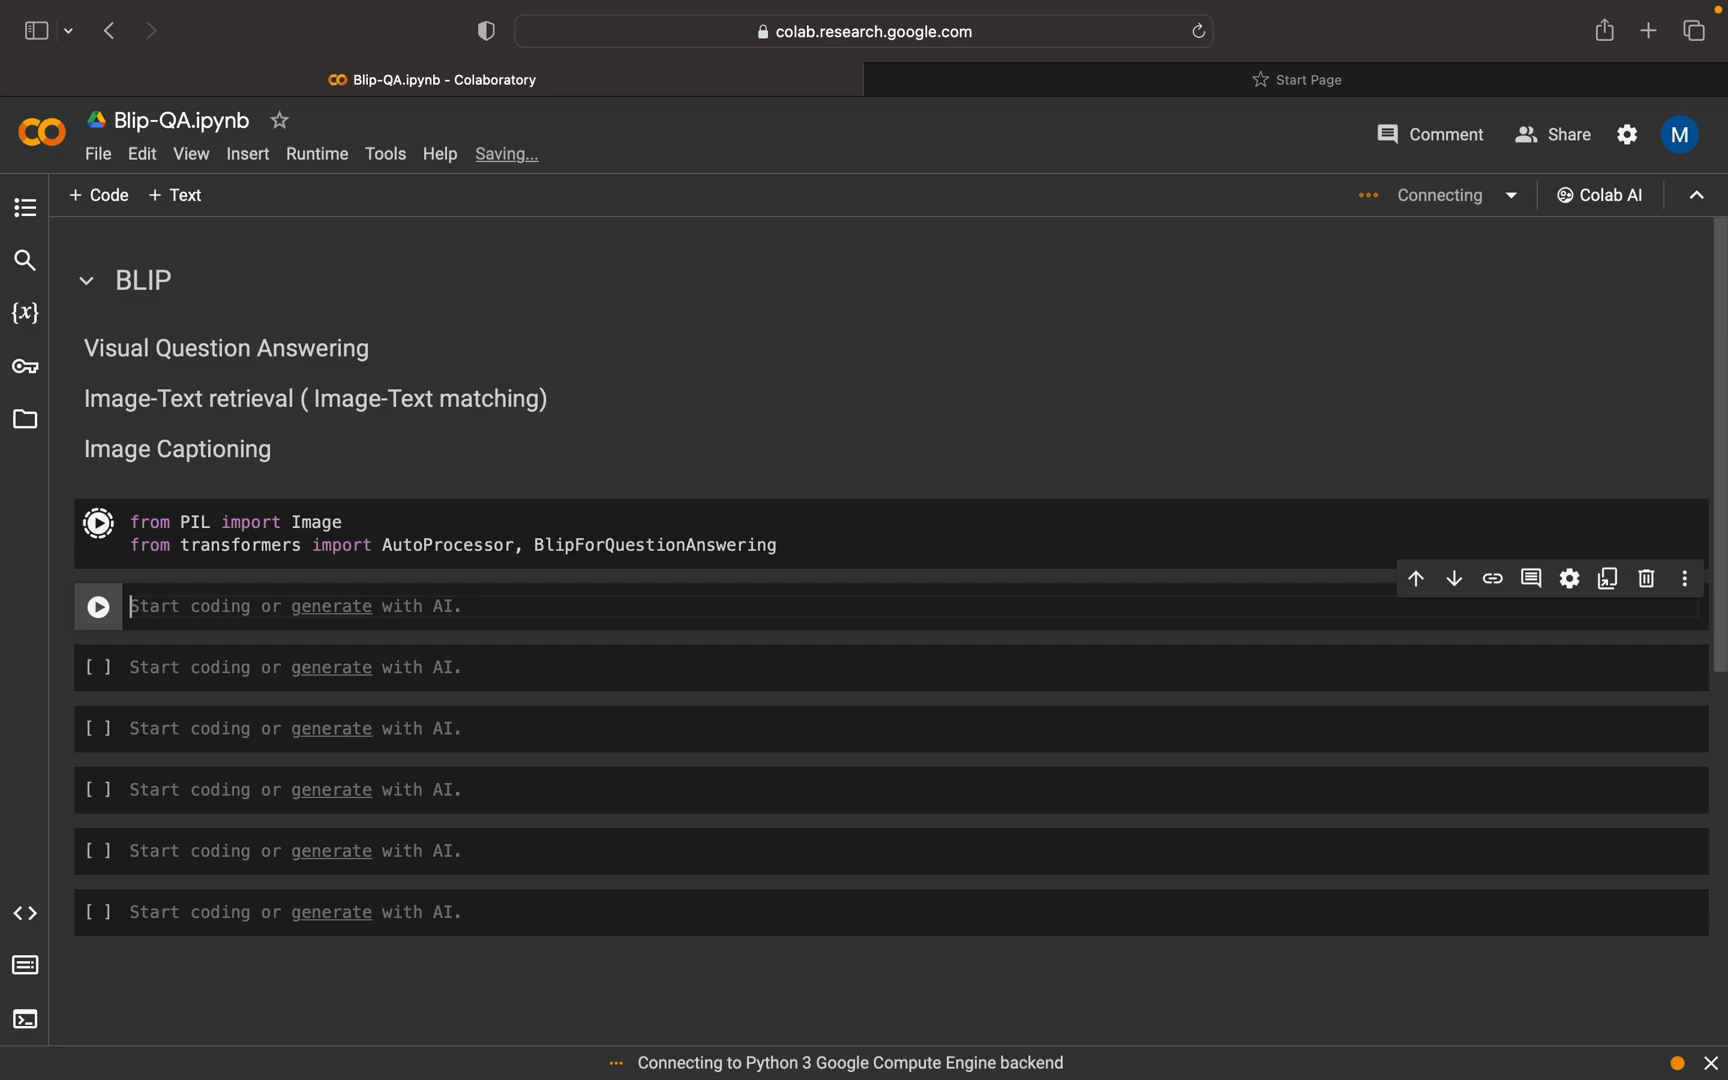 colab.research.google.com
Blip-QA.ipynb - Colaboratory
Start Page
Blip-QA.ipynb
Comment
Share
M
File Edit View Insert Runtime Tools Help Saving...
+ Code + Text
Connecting
Colab AI
{x}
BLIP
Visual Question Answering
Image-Text retrieval ( Image-Text matching)
Image Captioning
from PIL import Image
from transformers import AutoProcessor, BlipForQuestionAnswering
Start coding or generate with AI.
[ ] Start coding or generate with AI.
[ ] Start coding or generate with AI.
[ ] Start coding or generate with AI.
[ ] Start coding or generate with AI.
[ ] Start coding or generate with AI.
Connecting to Python 3 Google Compute Engine backend